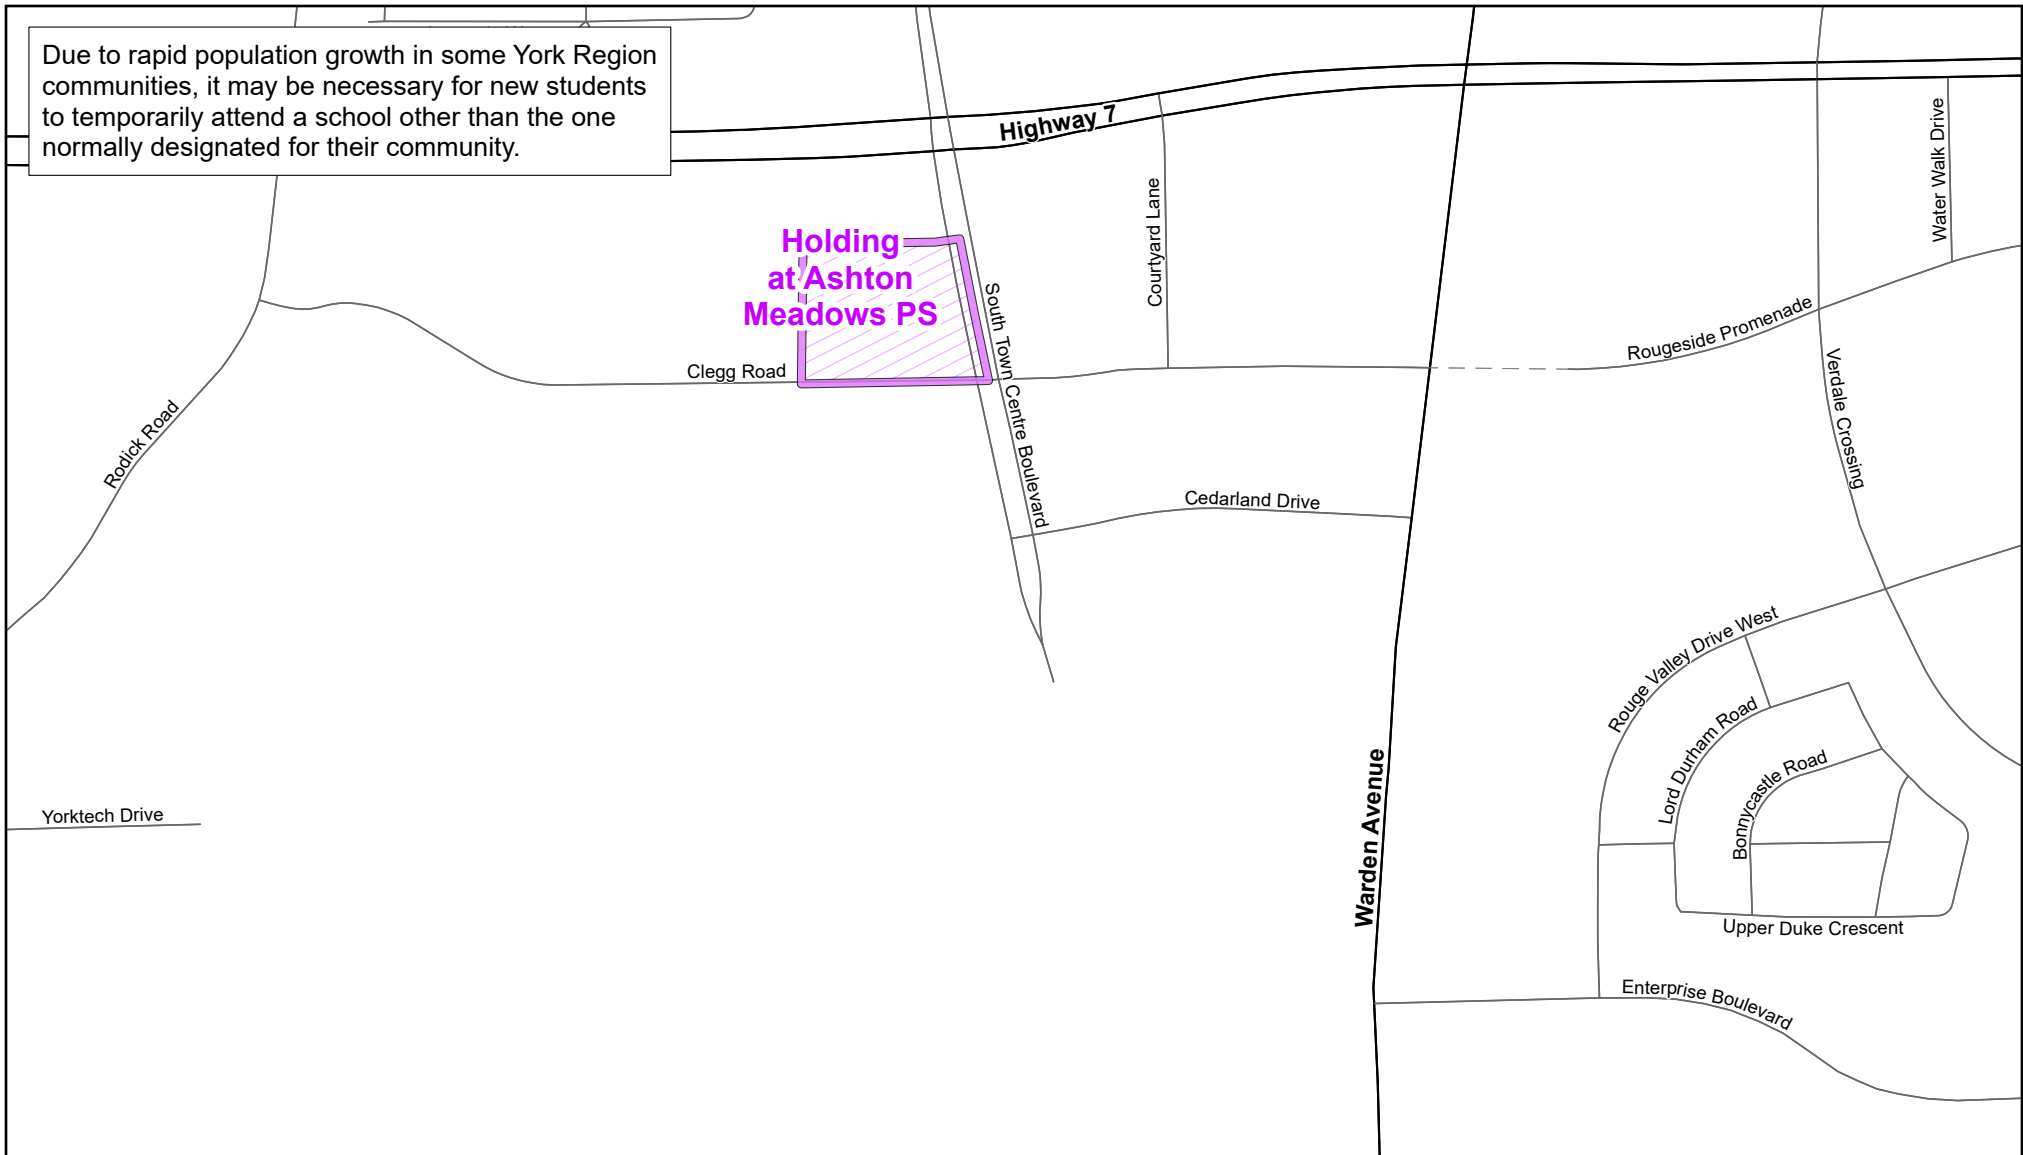 Due to rapid population growth in some York Region
communities, it may be necessary for new students
to temporarily attend a school other than the one
normally designated for their community.
Highway 7
Water Walk Drive
Courtyard Lane
Holding
at Ashton
Meadows PS
South Town Centre Boulevard
Rougeside Promenade
Clegg Road
Verdale Crossing
Rodick Road
Cedarland Drive
Rouge Valley Drive West
Lord Durham Road
Bonnycastle Road
Warden Avenue
Yorktech Drive
Upper Duke Crescent
Enterprise Boulevard